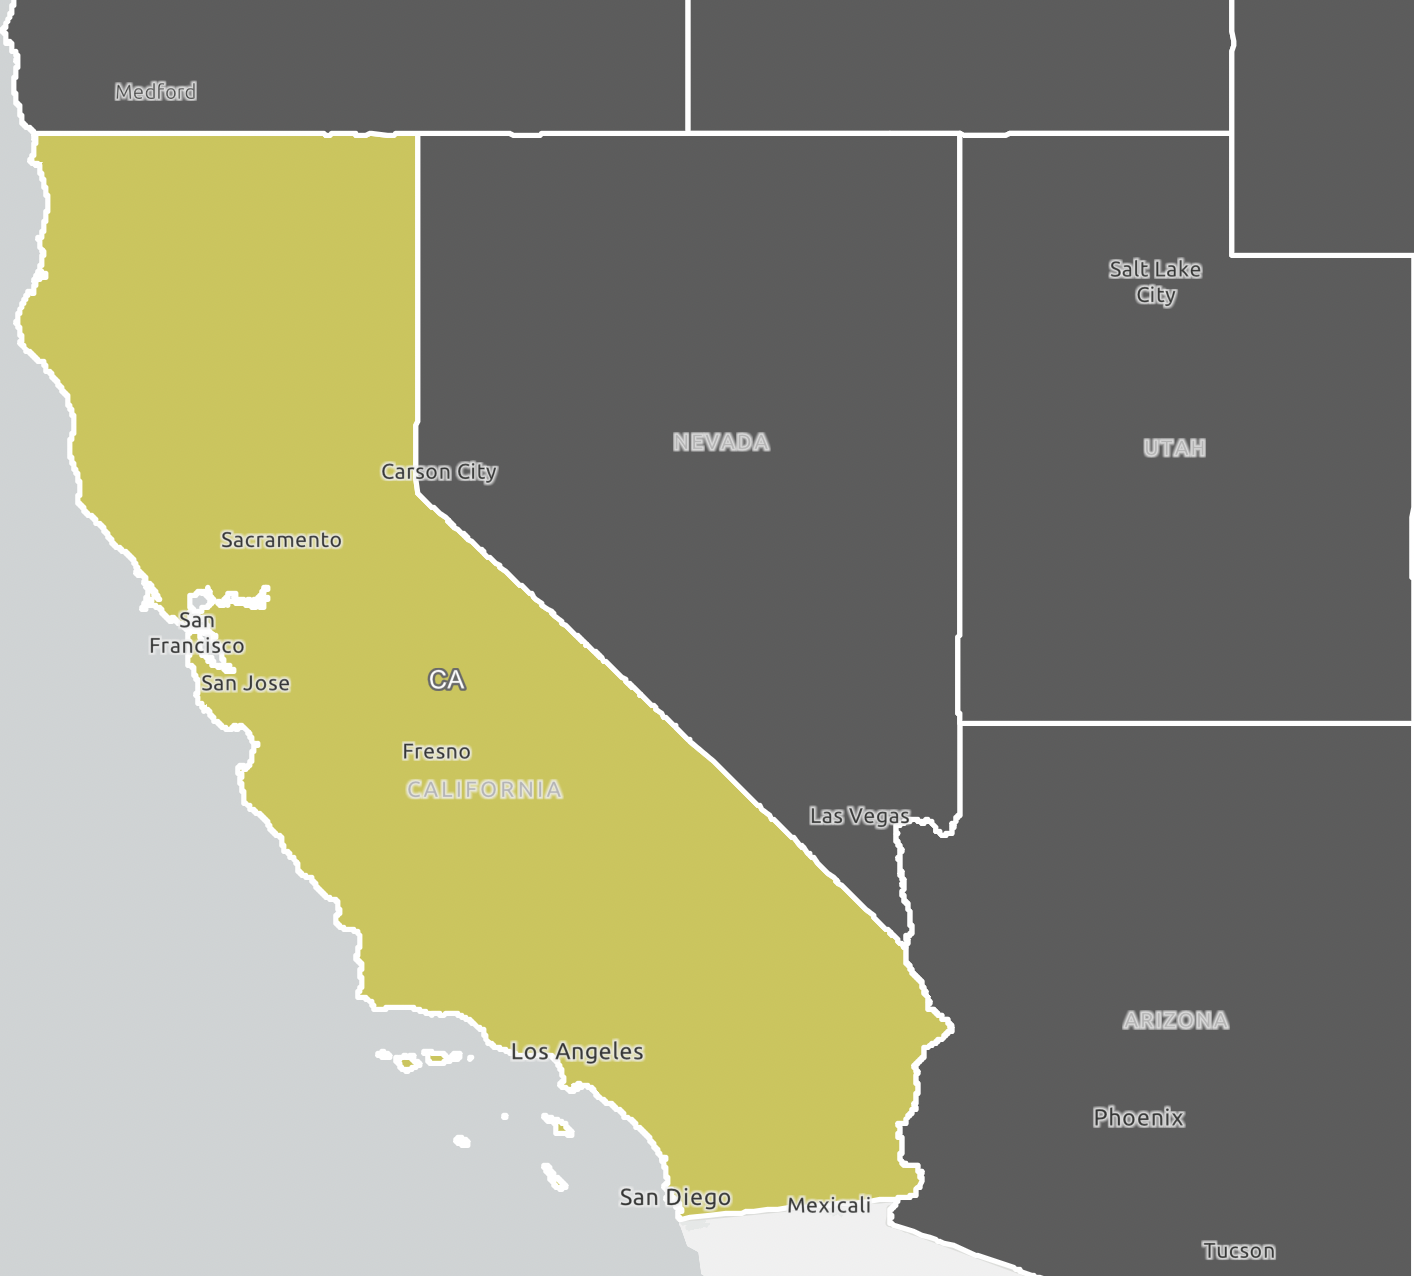 Medford
Salt Lake
City
NEVADA
UTAH
Carson City
Sacramento
San
Francisco
San Jose
CA
Fresno
CALIFORNIA
Las Vegas
ARIZONA
Los Angeles
Phoenix
San Diego
Mexicali
Tucson